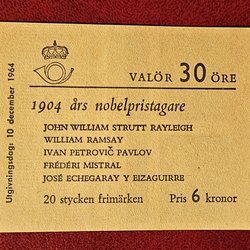 Utgivningsdag: 10 december 1964
VALÖR 30 ÖRE
1904 års nobelpristagare
JOHN WILLIAM STRUTT RAYLEIGH
WILLIAM RAMSAY
IVAN PETROVIČ PAVLOV
FRÉDÉRI MISTRAL
JOSÉ ECHEGARAY Y EIZAGUIRRE
20 stycken frimärken Pris 6 kronor